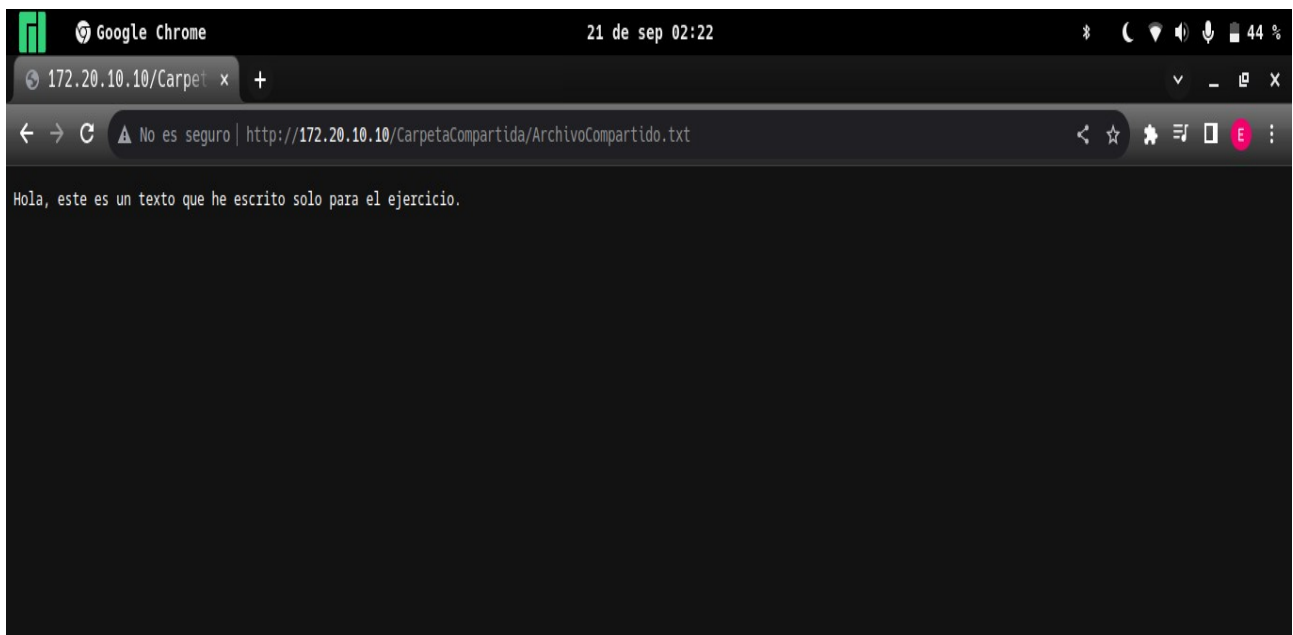 Google Chrome 21 de sep 02:22 44 %
172.20.10.10/Carpet
No es seguro http://172.20.10.10/CarpetaCompartida/ArchivoCompartido.txt E
Hola, este es un texto que he escrito solo para el ejercicio.